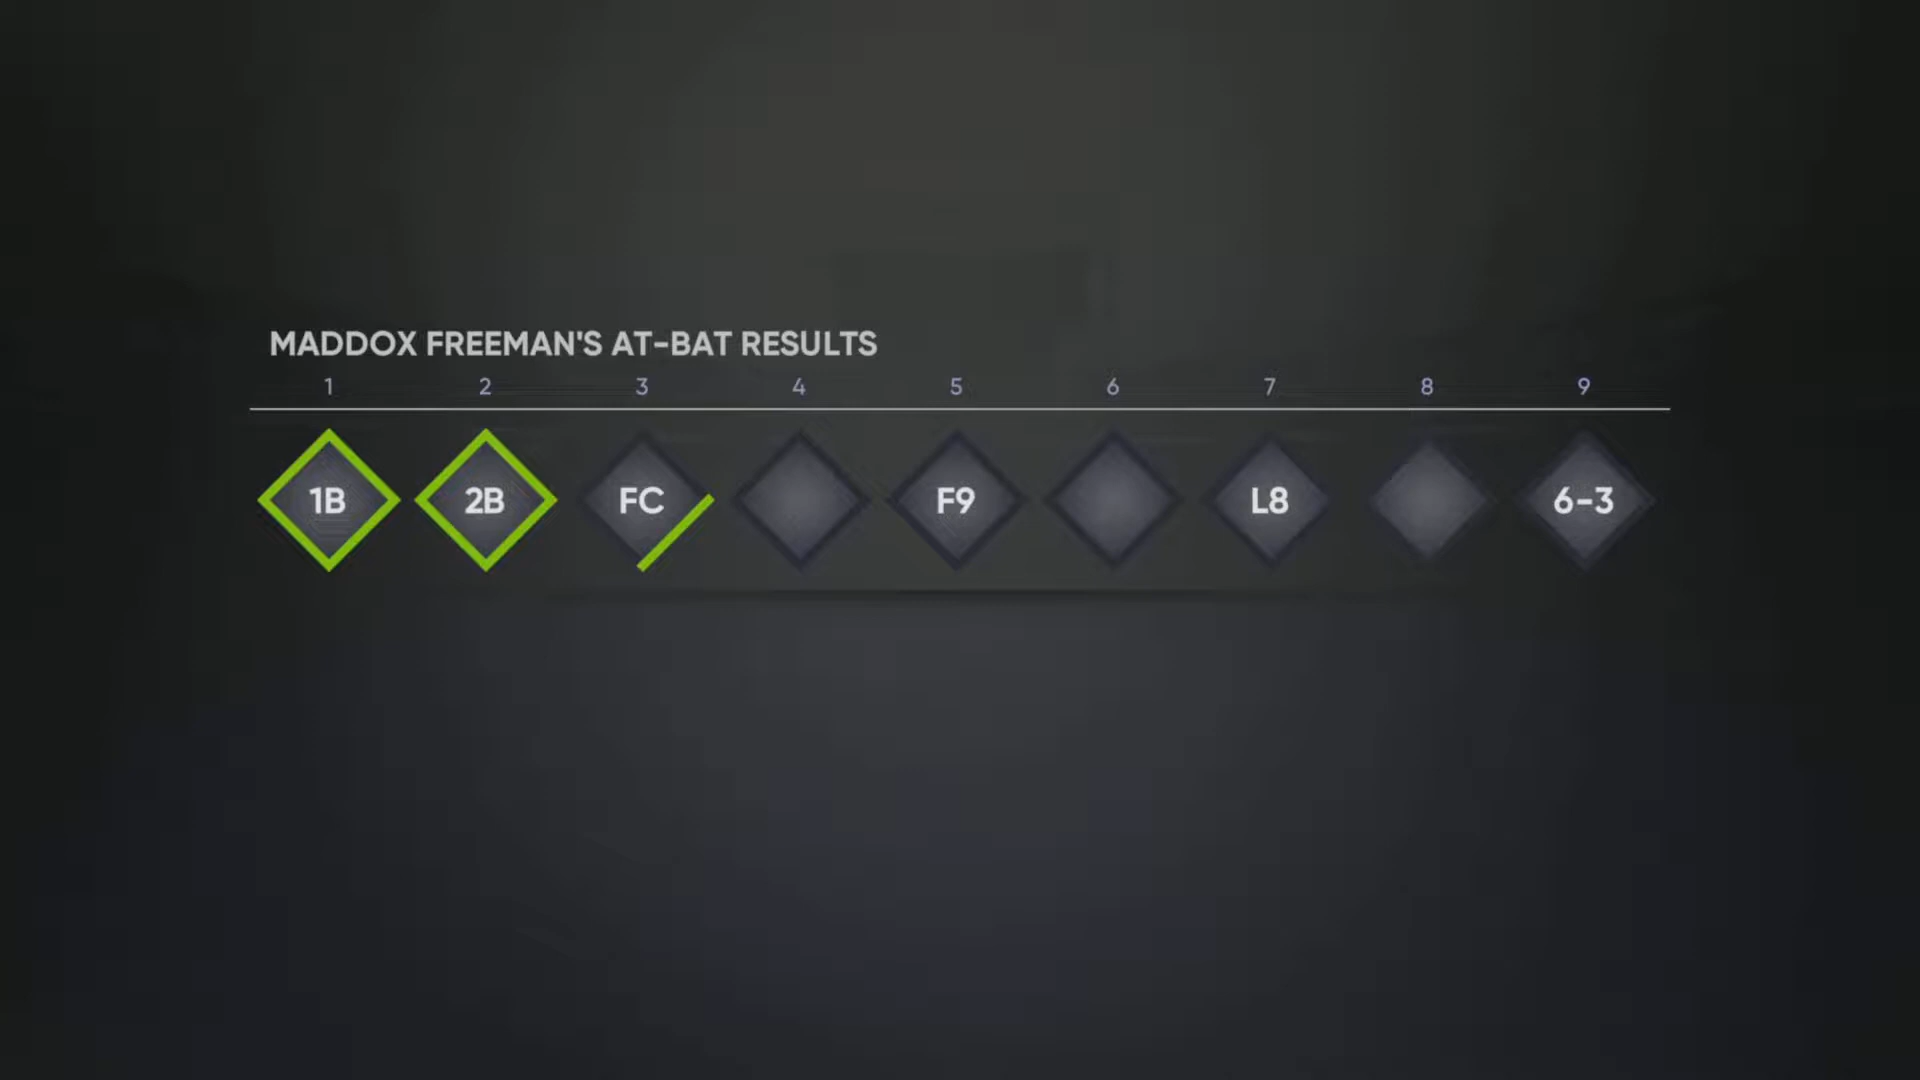 MADDOX FREEMAN'S AT-BAT RESULTS
1 2 3 4 5 6 7 8 9
1B 2B FC F9 L8 6-3